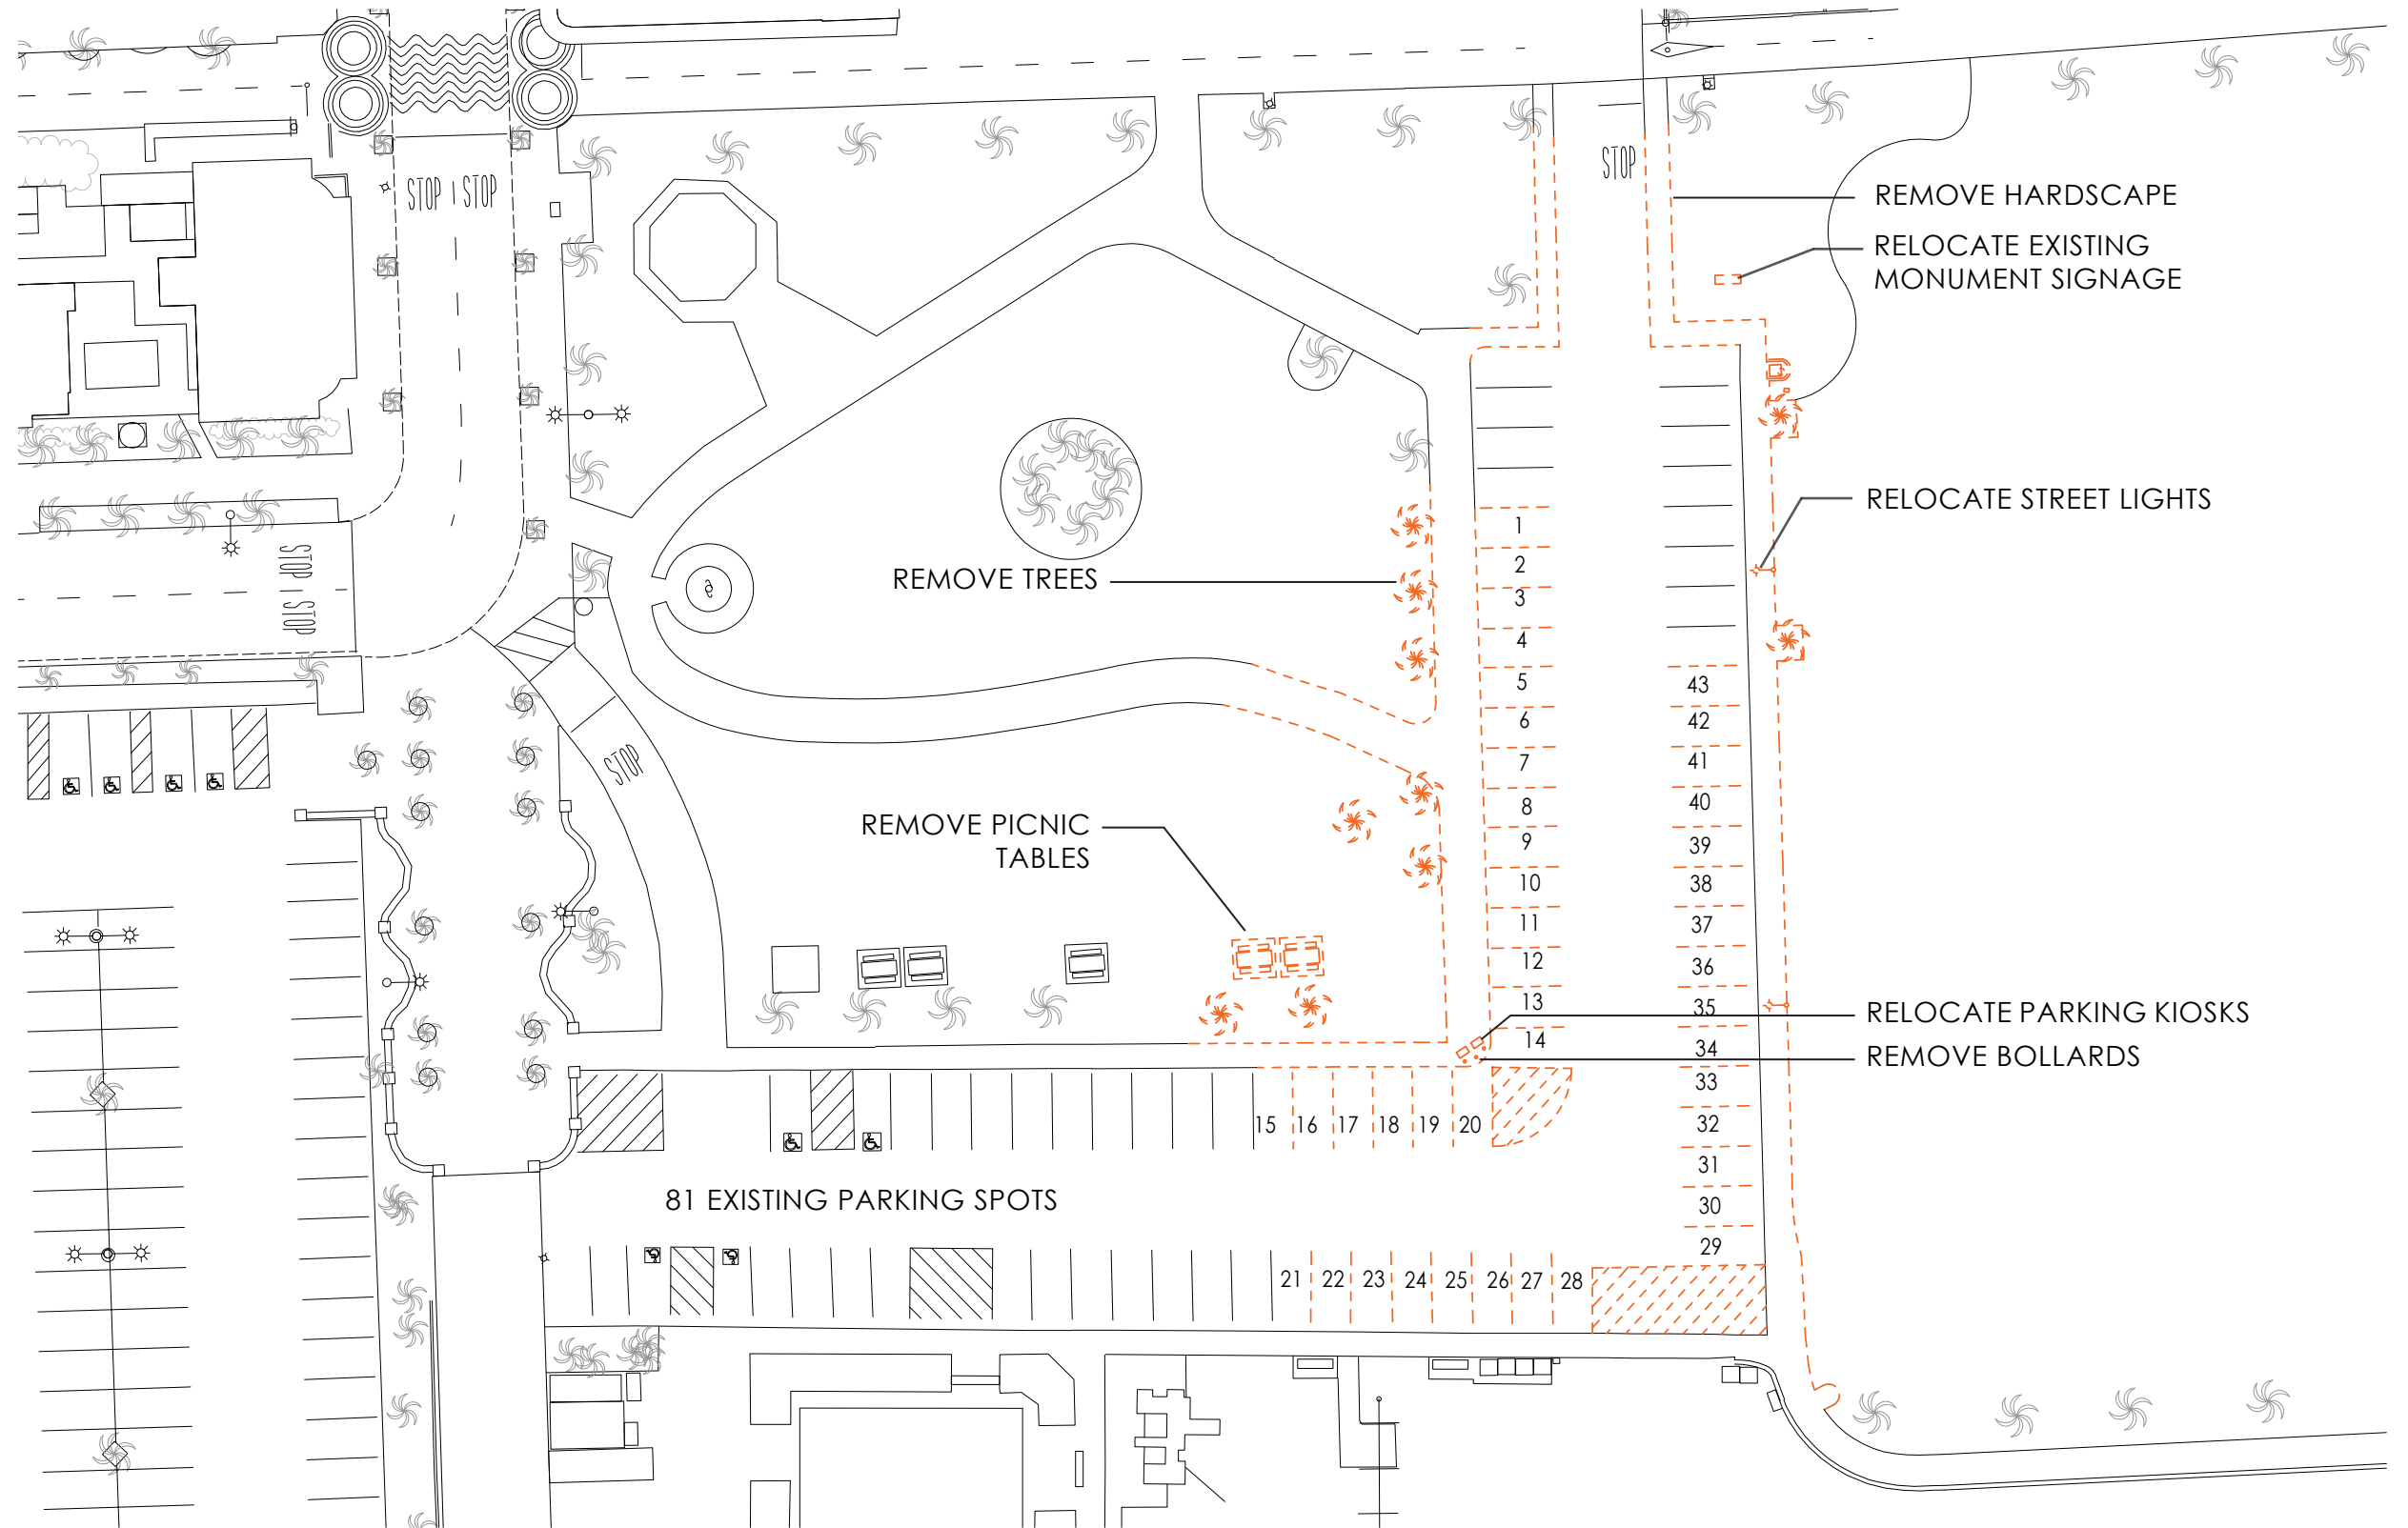 STOP
STOP
STOP
REMOVE HARDSCAPE
RELOCATE EXISTING
MONUMENT SIGNAGE
RELOCATE STREET LIGHTS
STOP
STOP
REMOVE TREES
STOP
REMOVE PICNIC
TABLES
1
2
3
4
5
6
7
8
9
10
11
12
13
14
43
42
41
40
39
38
37
36
35
34
33
32
31
30
29
RELOCATE PARKING KIOSKS
REMOVE BOLLARDS
15 16 17 18 19 20
81 EXISTING PARKING SPOTS
21 22 23 24 25 26 27 28